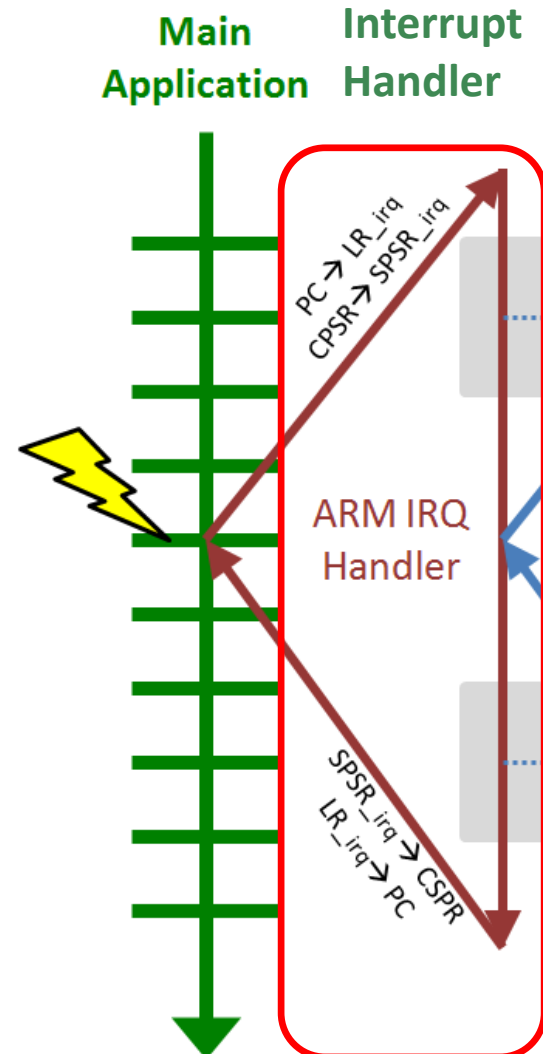 Main
Application
Interrupt
Handler
PC → LR_irq
CPSR → SPSR_irq
ARM IRQ
Handler
SPSR_irq → CSPR
LR_irq → PC